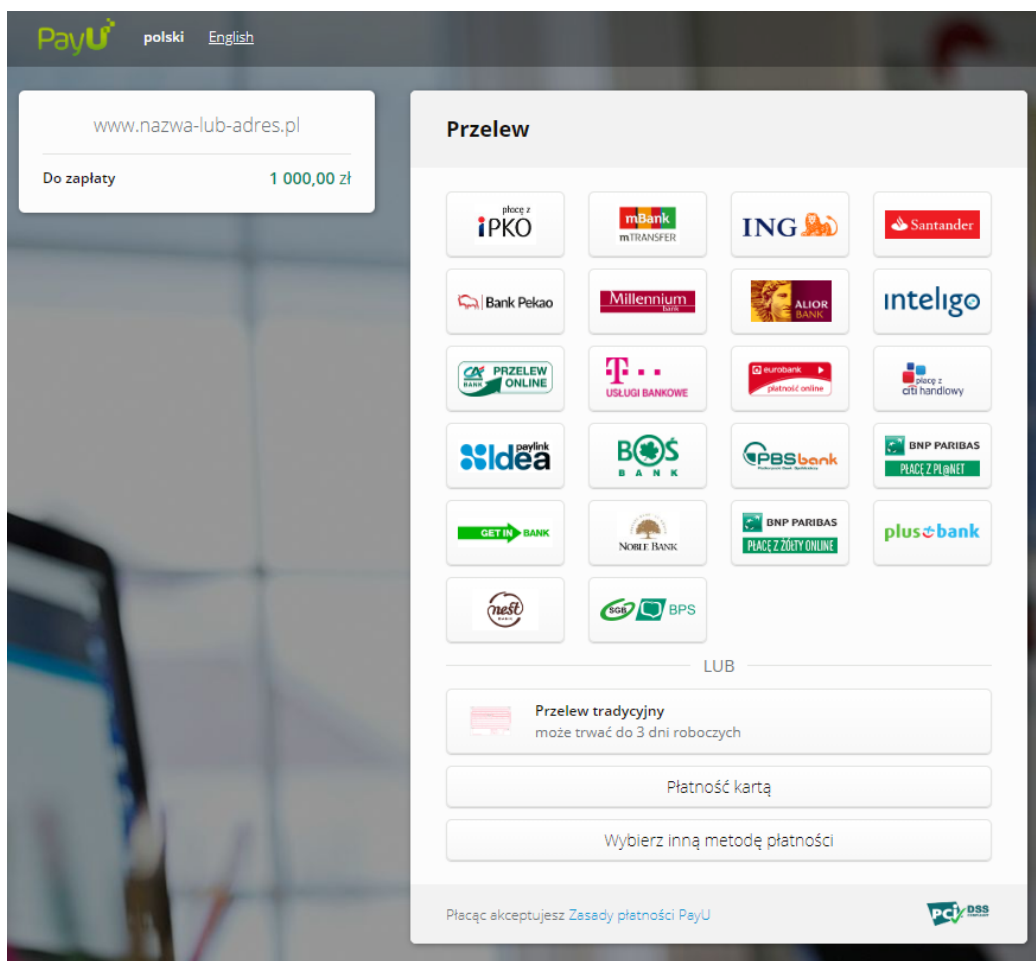 PayU polski English
www.nazwa-lub-adres.pl
Do zapłaty 1 000,00 zł
Przelew
płacę z
iPKO
mBank
mTRANSFER
ING
Santander
Bank Pekao
Millennium
bank
ALIOR
BANK
inteligo
CA BANK PRZELEW
ONLINE
T
USŁUGI BANKOWE
eurobank
płatność online
płacę z
citi handlowy
paylink
Idea
BOŚ
BANK
PBSbank
BNP PARIBAS
PŁACĘ Z PL@NET
GET IN BANK
NOBLE BANK
BNP PARIBAS
PŁACĘ Z ŻÓŁTY ONLINE
plus bank
nest
BANK
SGB BPS
LUB
Przelew tradycyjny
może trwać do 3 dni roboczych
Płatność kartą
Wybierz inną metodę płatności
Płacąc akceptujesz Zasady płatności PayU
PCI DSS